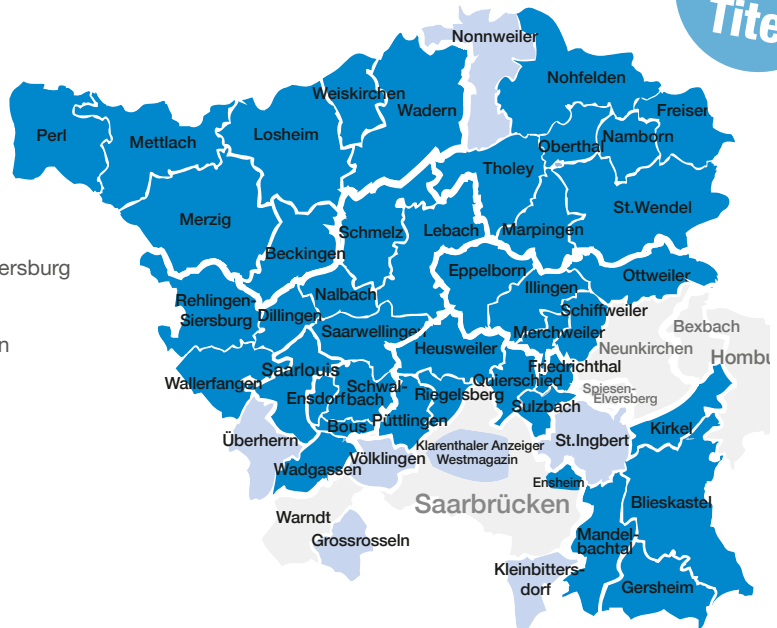 Tite
Nonnweiler
Nohfelden
Weiskirchen
Wadern
Freisen
Perl
Mettlach
Losheim
Oberthal
Namborn
Tholey
St.Wendel
Merzig
Schmelz
Lebach
Marpingen
Beckingen
ersburg
Eppelborn
Ottweiler
Illingen
Rehlingen-
Siersburg
Nalbach
Dillingen
Schiffweiler
Saarwellingen
Merchweiler
Bexbach
n
Heusweiler
Neunkirchen
Hombu
Friedrichthal
Saarlouis
Wallerfangen
Quierschied
Schwal-
bach
Ensdorf
Riegelsberg
Spiesen-
Elversberg
Sulzbach
Püttlingen
Bous
Kirkel
Überherrn
Klarenthaler Anzeiger
Westmagazin
St.Ingbert
Völklingen
Wadgassen
Ensheim
Saarbrücken
Blieskastel
Warndt
Mandel-
bachtal
Grossrosseln
Kleinbitters-
dorf
Gersheim